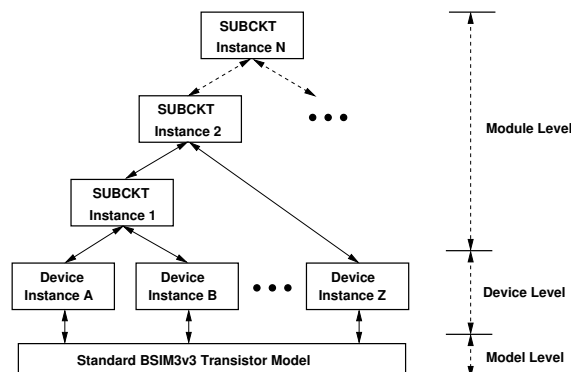 SUBCKT
Instance N
SUBCKT
Instance 2
Module Level
SUBCKT
Instance 1
Device
Instance A
Device
Instance B
Device
Instance Z
Device Level
Standard BSIM3v3 Transistor Model
Model Level